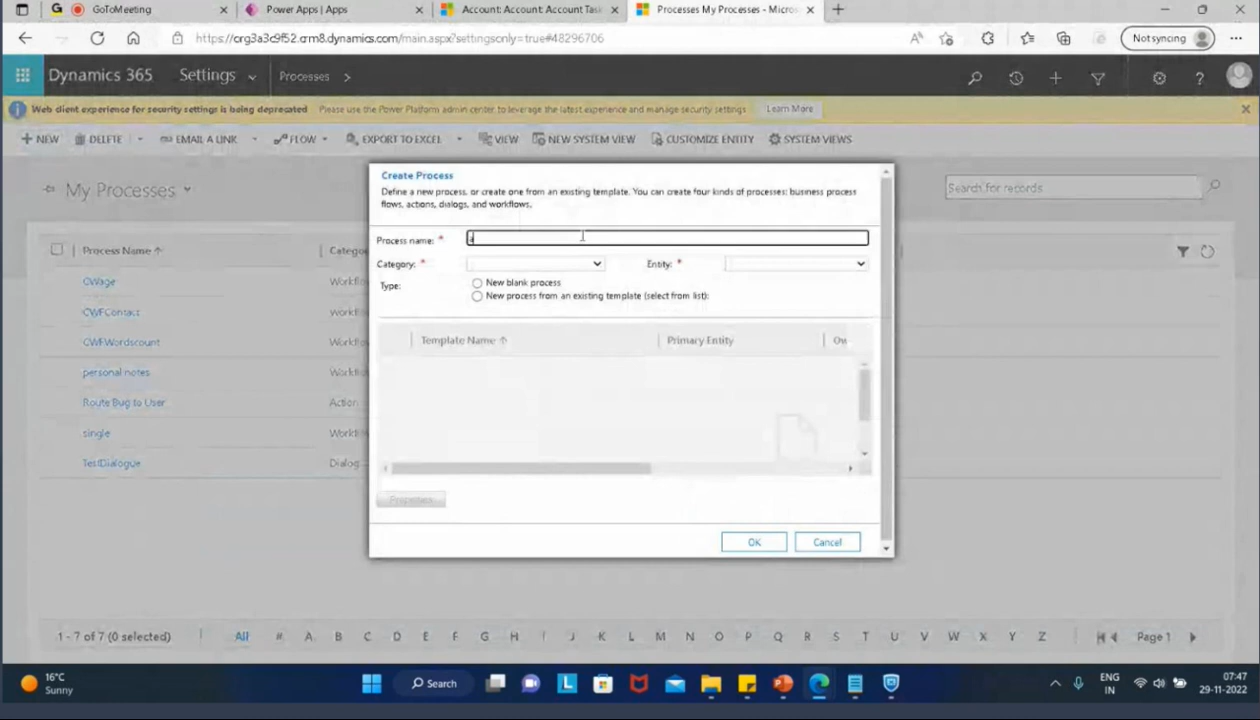 GoToMeeting
Power Apps | Apps
Account: Account: Account Tas
Processes My Processes - Micros
https://org3a3c9f52.crm8.dynamics.com/main.aspx?settingsonly=true#48296706
Not syncing
Dynamics 365
Settings
Processes
Web client experience for security settings is being deprecated Please use the Power Platform admin center to leverage the latest experience and manage security settings Learn More
+ NEW DELETE EMAIL A LINK FLOW EXPORT TO EXCEL VIEW NEW SYSTEM VIEW CUSTOMIZE ENTITY SYSTEM VIEWS
My Processes
Search for records
Process Name
Catego
CWage
Workfl
CWFContact
Workfl
CWFWordscount
Workfl
personal notes
Workfl
Route Bug to User
Action
single
Workfl
TestDialogue
Dialog
Create Process
Define a new process, or create one from an existing template. You can create four kinds of processes: business process
flows, actions, dialogs, and workflows.
Process name: *
a
Category: *
Entity: *
Type:
New blank process
New process from an existing template (select from list):
Template Name
Primary Entity
Ow
Properties
OK
Cancel
1 - 7 of 7 (0 selected)
All # A B C D E F G H I J K L M N O P Q R S T U V W X Y Z
Page 1
16°C
Sunny
Search
ENG
IN
07:47
29-11-2022